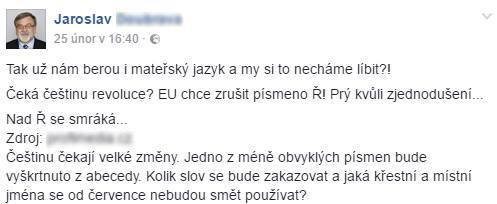 Jaroslav
25 únor v 16:40 ·
Tak už nám berou i mateřský jazyk a my si to necháme líbit?!
Čeká češtinu revoluce? EU chce zrušit písmeno Ř! Prý kvůli zjednodušení...
Nad Ř se smráká...
Zdroj:
Češtinu čekají velké změny. Jedno z méně obvyklých písmen bude
vyškrtnuto z abecedy. Kolik slov se bude zakazovat a jaká křestní a místní
jména se od července nebudou smět používat?